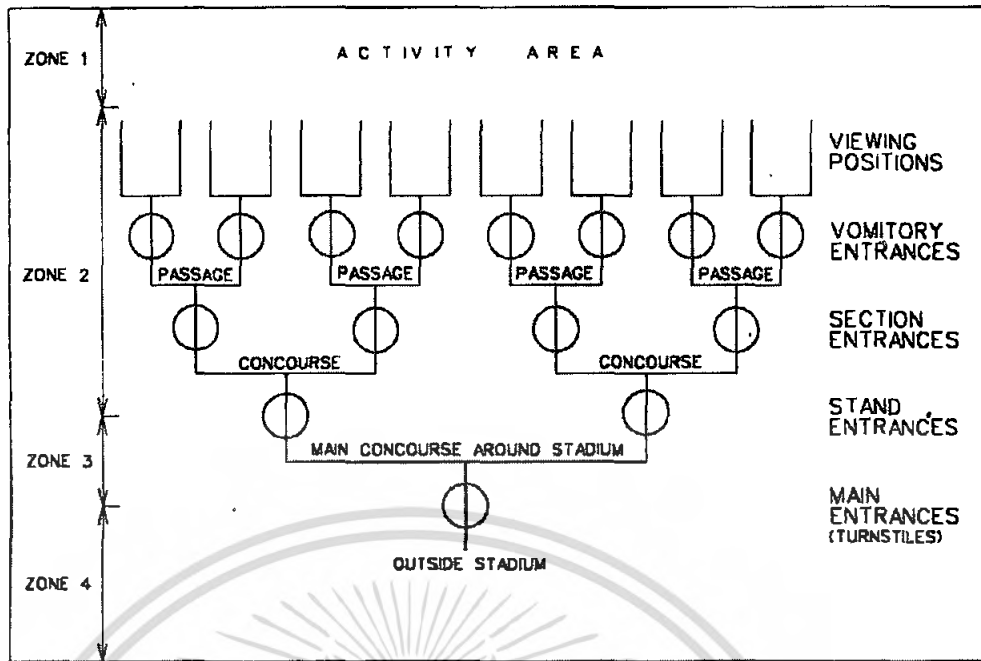 ZONE 1
ACTIVITY AREA
VIEWING
POSITIONS
VOMITORY
ENTRANCES
ZONE 2
PASSAGE PASSAGE PASSAGE PASSAGE
SECTION
ENTRANCES
CONCOURSE CONCOURSE
STAND
ENTRANCES
ZONE 3
MAIN CONCOURSE AROUND STADIUM
MAIN
ENTRANCES
(TURNSTILES)
OUTSIDE STADIUM
ZONE 4